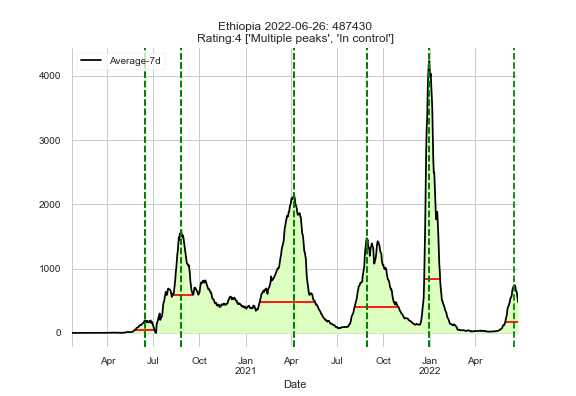 Ethiopia 2022-06-26: 487430
Rating:4 ['Multiple peaks', 'In control']
Average-7d
4000
3000
2000
1000
0
Apr Jul Oct Jan Apr Jul Oct Jan Apr
2021 2022
Date